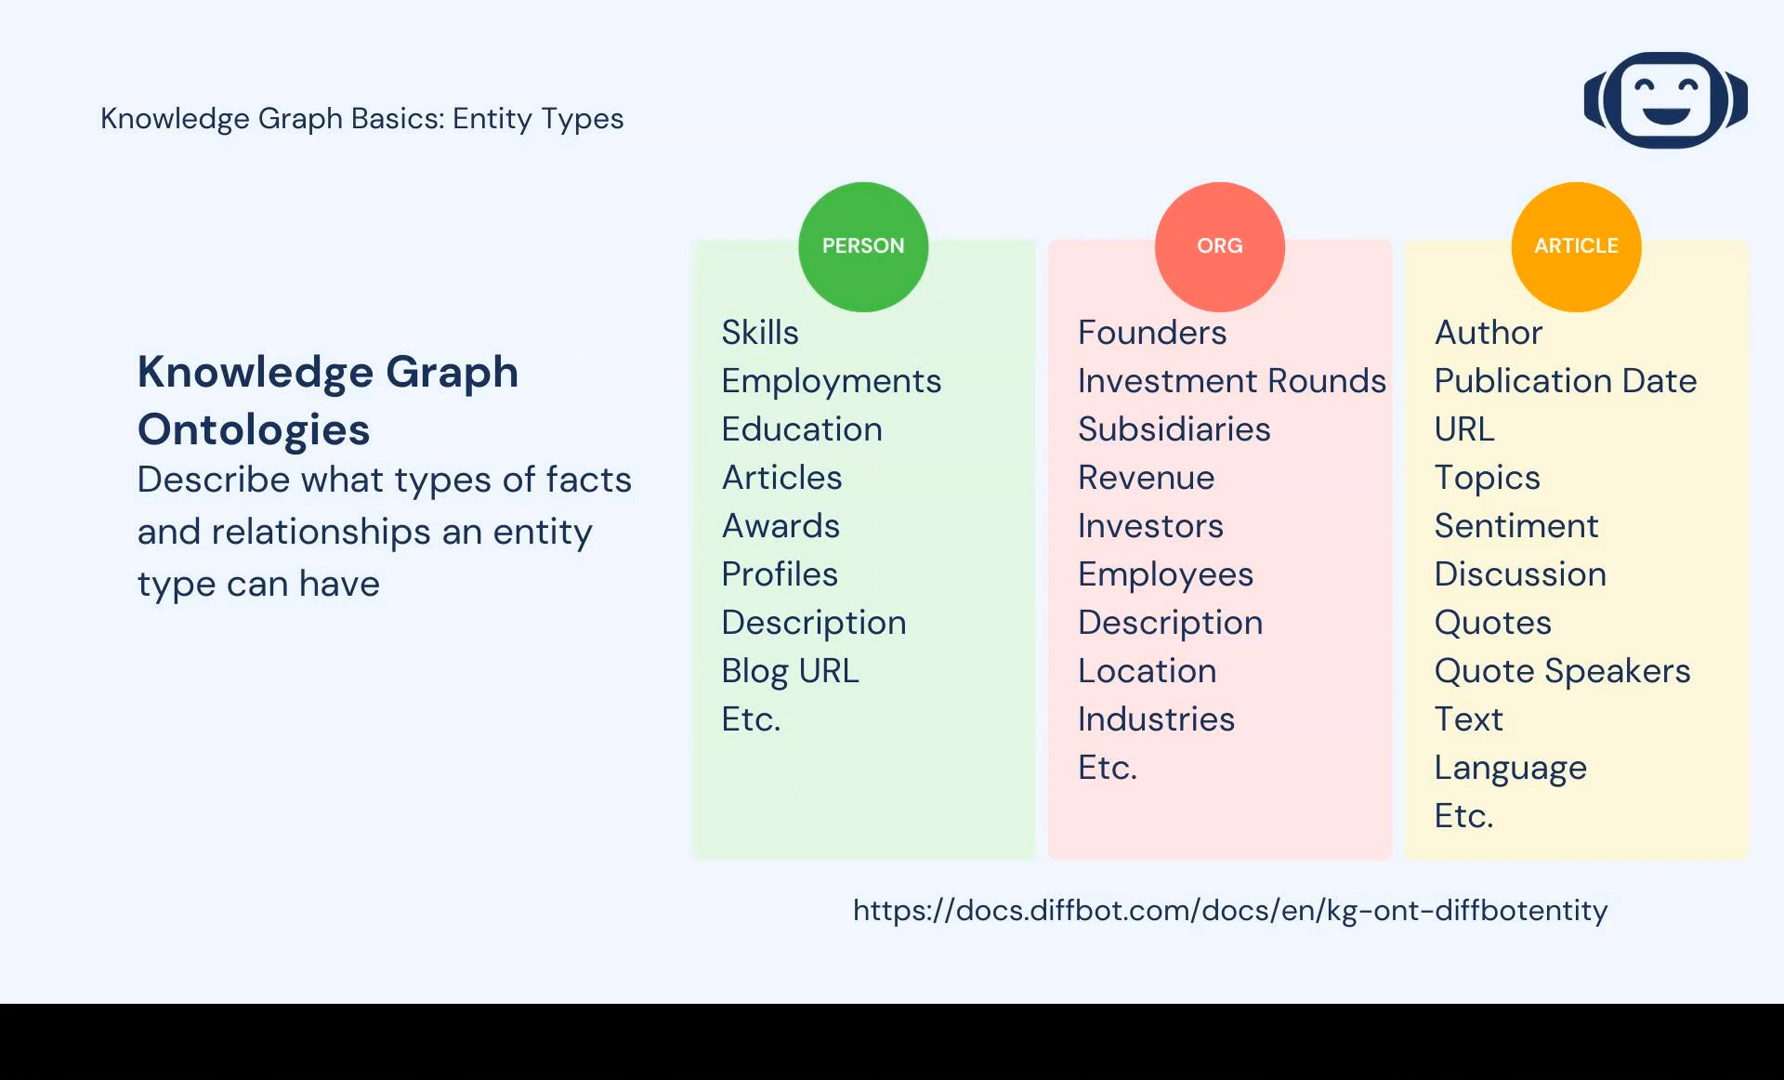 Knowledge Graph Basics: Entity Types
Knowledge Graph
Ontologies
Describe what types of facts
and relationships an entity
type can have
PERSON
Skills
Employments
Education
Articles
Awards
Profiles
Description
Blog URL
Etc.
ORG
Founders
Investment Rounds
Subsidiaries
Revenue
Investors
Employees
Description
Location
Industries
Etc.
ARTICLE
Author
Publication Date
URL
Topics
Sentiment
Discussion
Quotes
Quote Speakers
Text
Language
Etc.
https://docs.diffbot.com/docs/en/kg-ont-diffbotentity